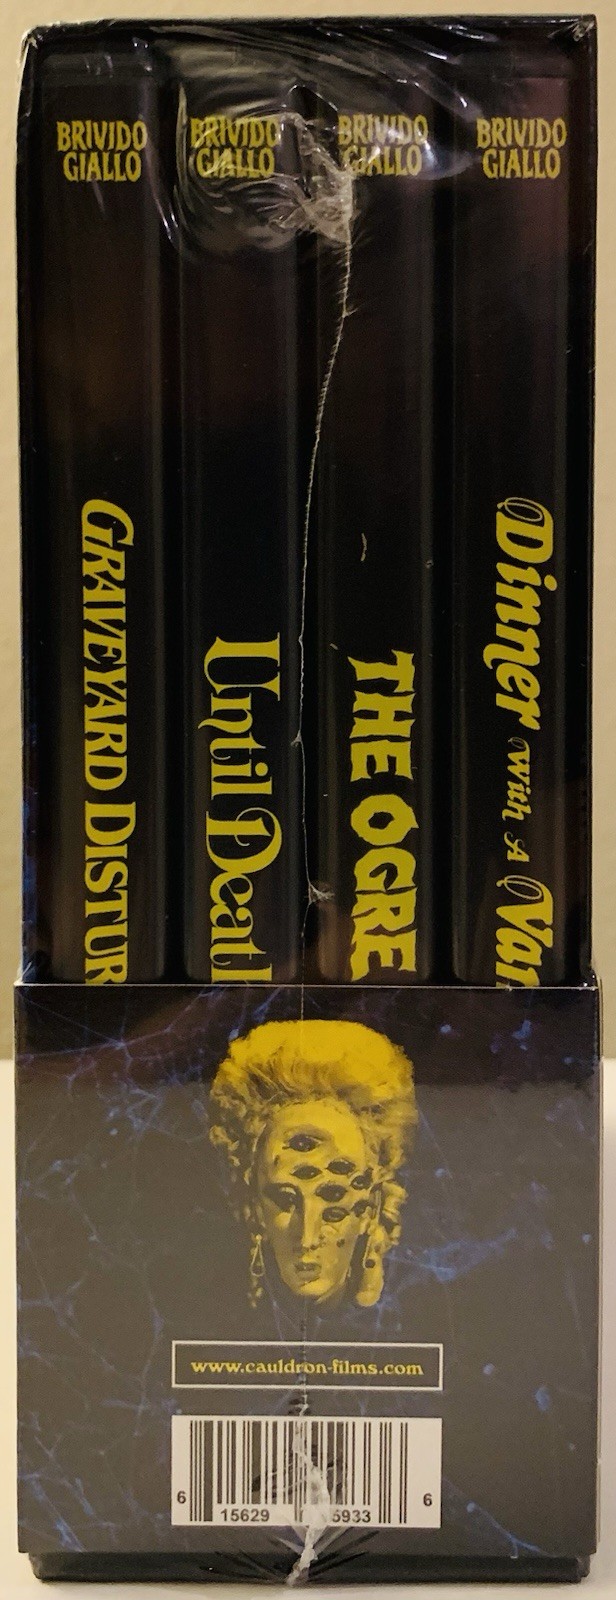 BRIVIDO
GIALLO
BRIVIDO
GIALLO
BRIVIDO
GIALLO
BRIVIDO
GIALLO
GRAVEYARD DISTUR
Until Deat
THE OGRE
Dinner with A Van
www.cauldron-films.com
6 15629 5933 6